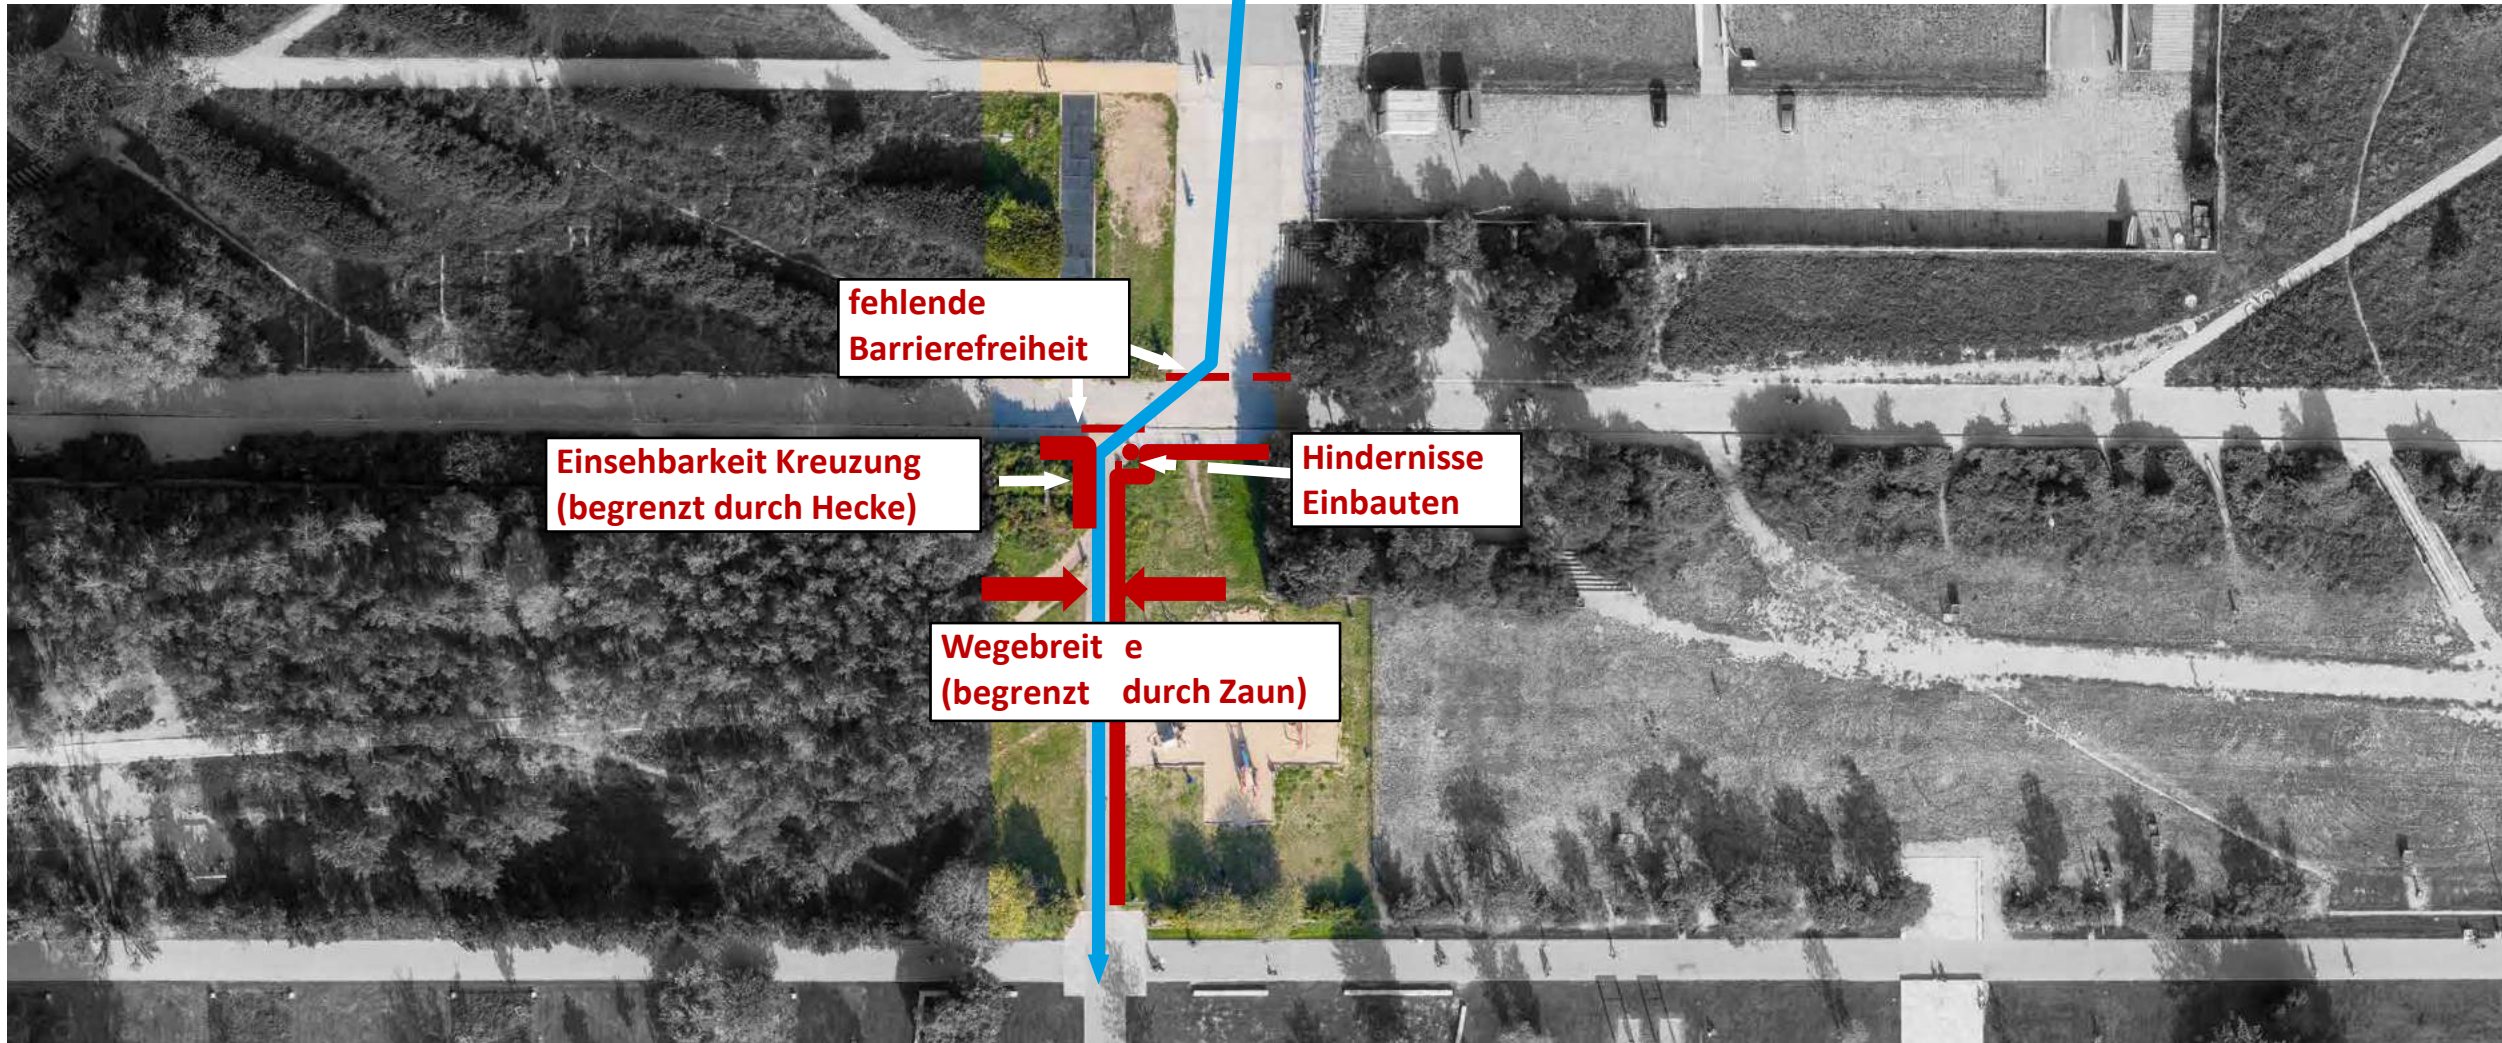 fehlende
Barrierefreiheit
Einsehbarkeit Kreuzung
(begrenzt durch Hecke)
Hindernisse
Einbauten
Wegebreit e
(begrenzt durch Zaun)